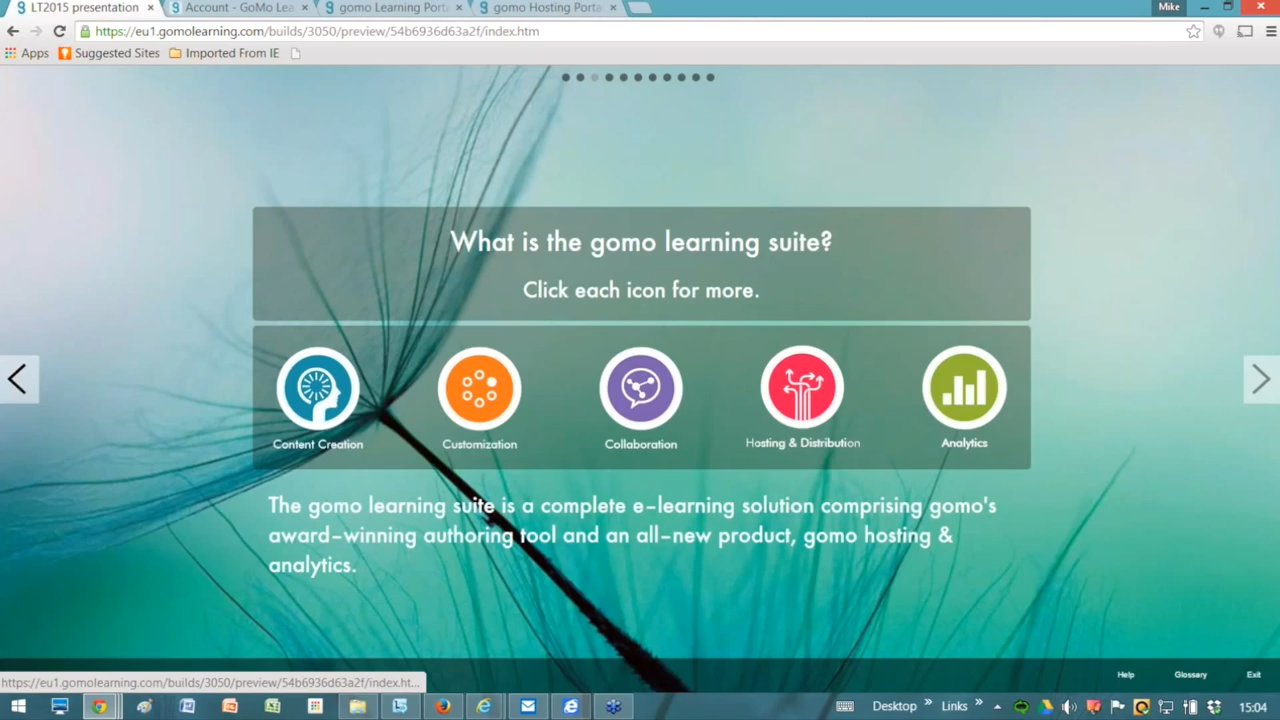 LT2015 presentation
Account - GoMo Lea
gomo Learning Porta
gomo Hosting Porta
Mike
https://eu1.gomolearning.com/builds/3050/preview/54b6936d63a2f/index.htm
Apps
Suggested Sites
Imported From IE
What is the gomo learning suite?
Click each icon for more.
Content Creation
Customization
Collaboration
Hosting & Distribution
Analytics
The gomo learning suite is a complete e-learning solution comprising gomo's
award-winning authoring tool and an all-new product, gomo hosting &
analytics.
Help
Glossary
Exit
https://eu1.gomolearning.com/builds/3050/preview/54b6936d63a2f/index.ht...
Desktop
Links
15:04